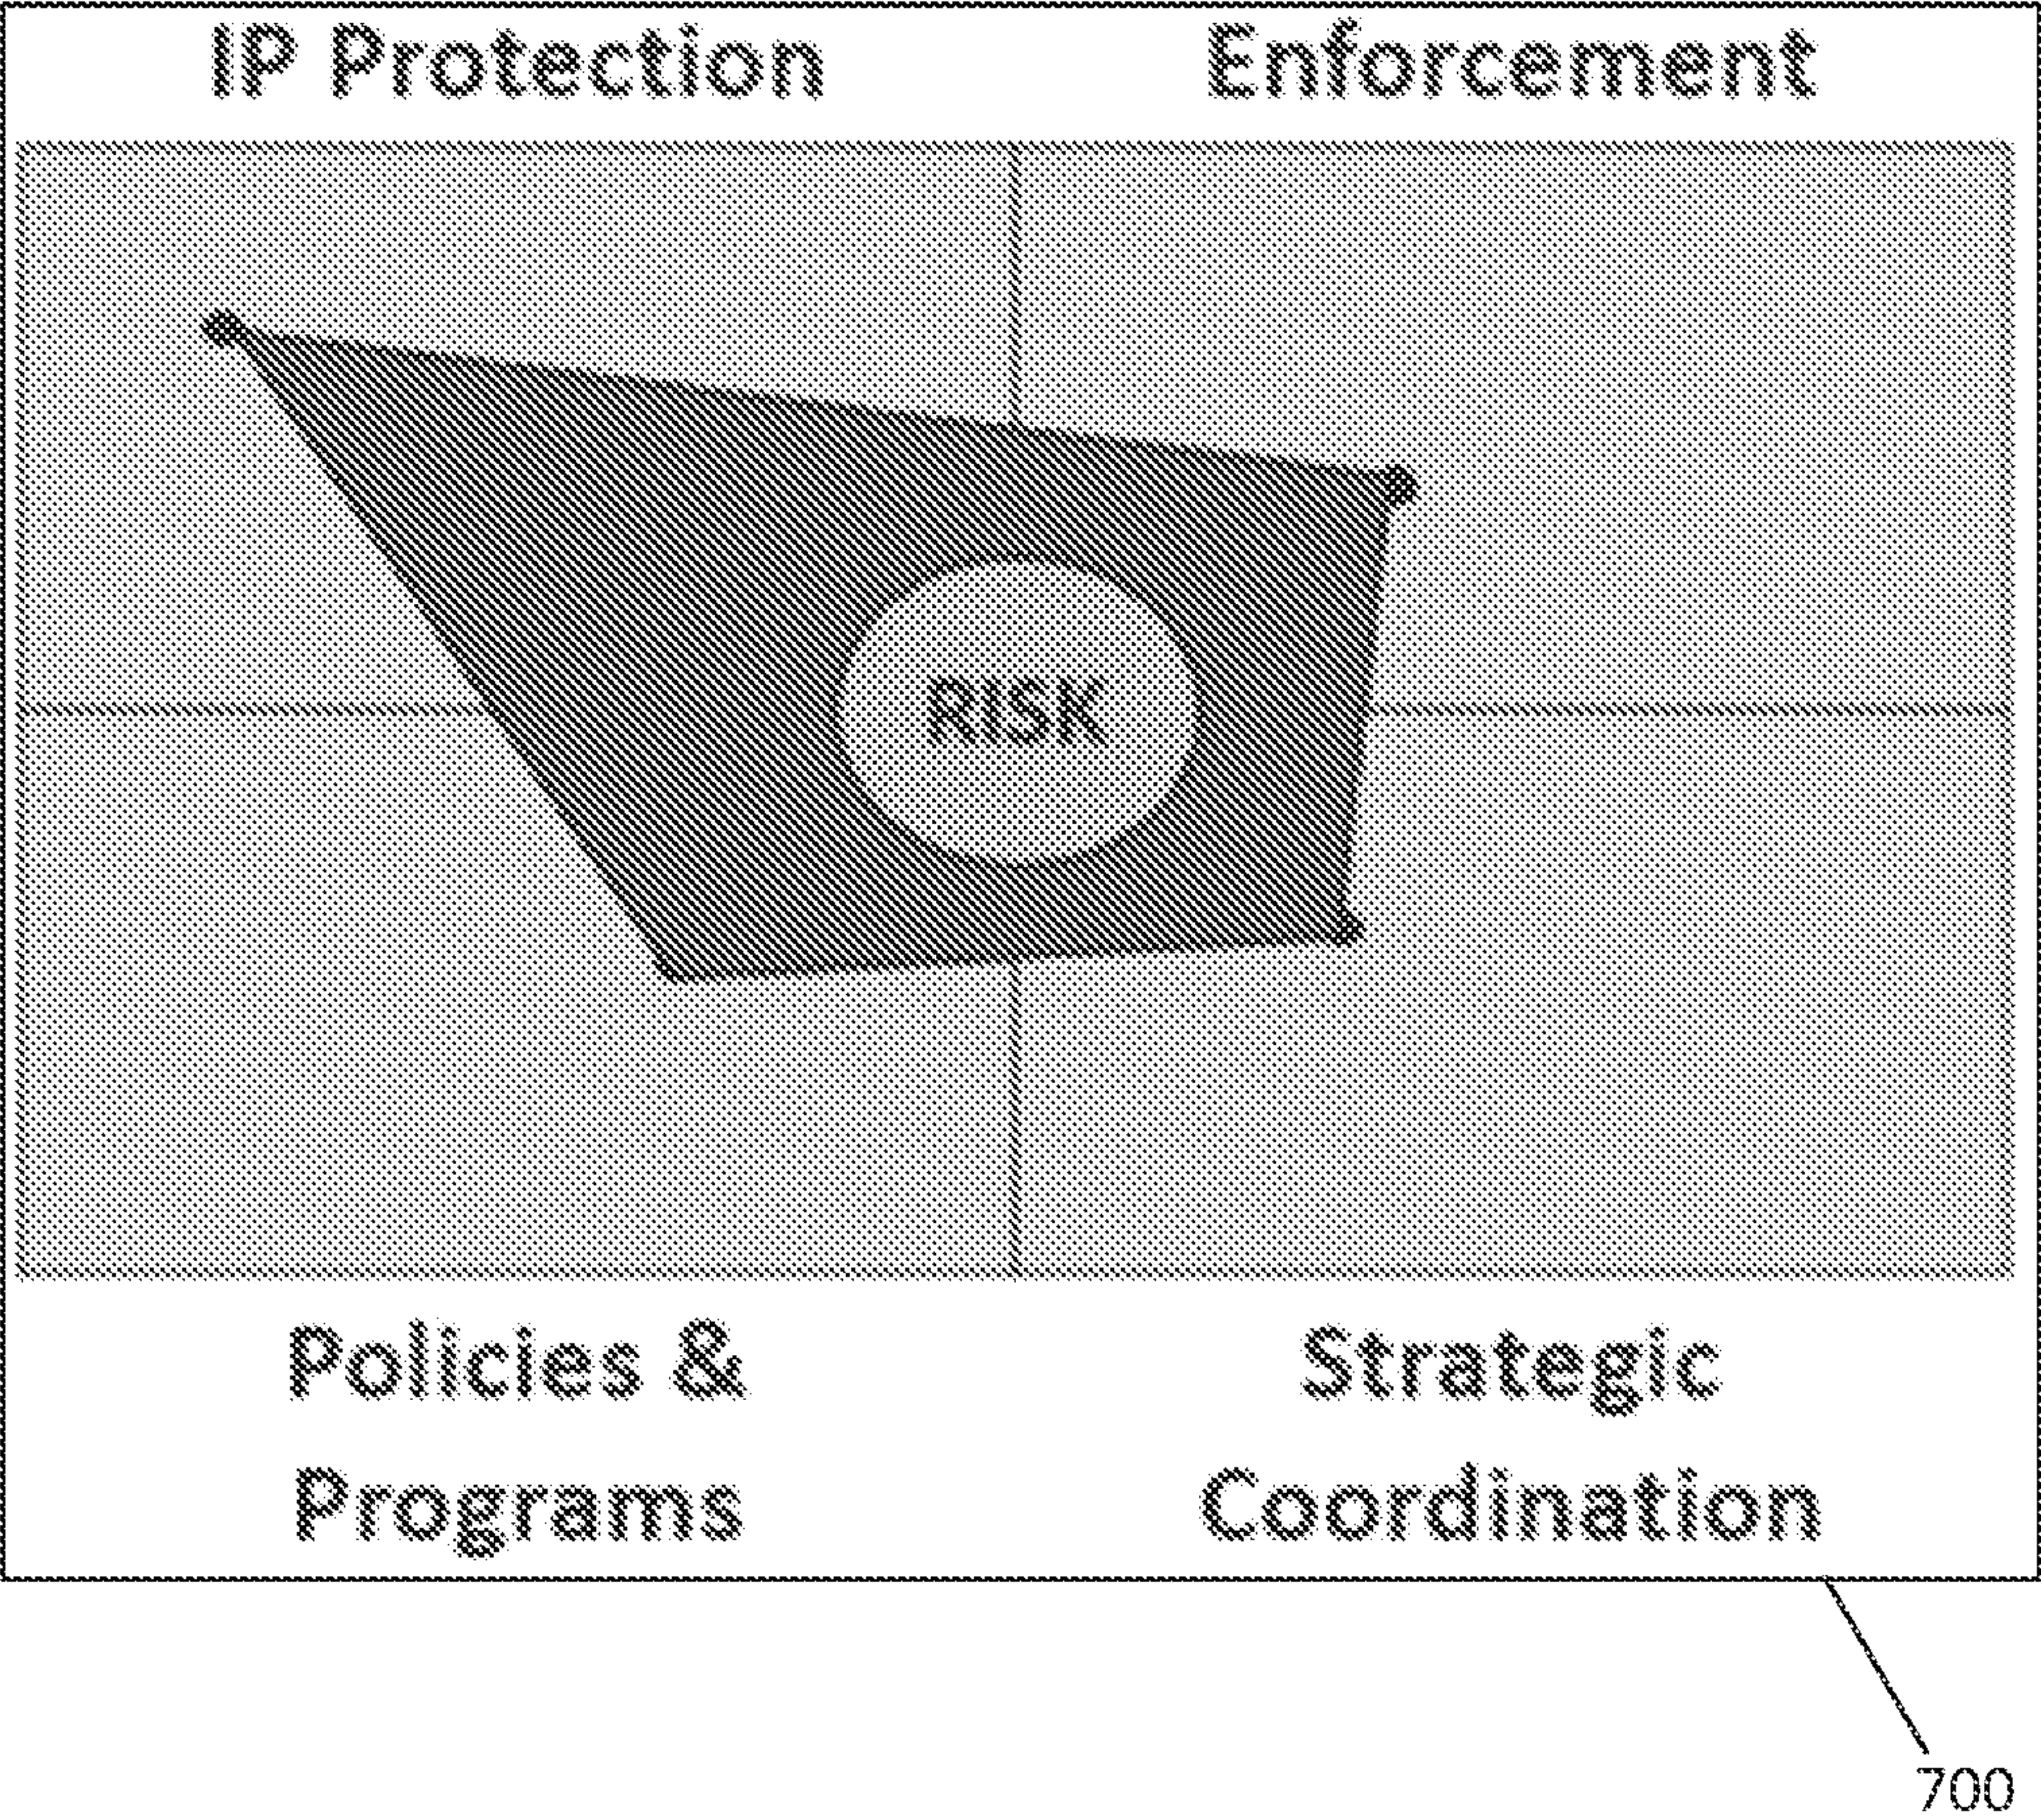 IP Protection
Enforcement
RISK
Policies &
Programs
Strategic
Coordination
700